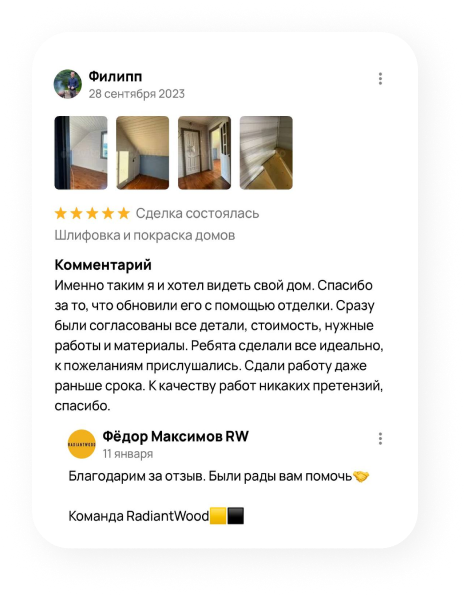 Филипп
28 сентября 2023
Сделка состоялась
Шлифовка и покраска домов
Комментарий
Именно таким я и хотел видеть свой дом. Спасибо
за то, что обновили его с помощью отделки. Сразу
были согласованы все детали, стоимость, нужные
работы и материалы. Ребята сделали все идеально,
к пожеланиям прислушались. Сдали работу даже
раньше срока. К качеству работ никаких претензий,
спасибо.
RADIANTWOOD
Фёдор Максимов RW
11 января
Благодарим за отзыв. Были рады вам помочь🤝
Команда RadiantWood🟨⬛